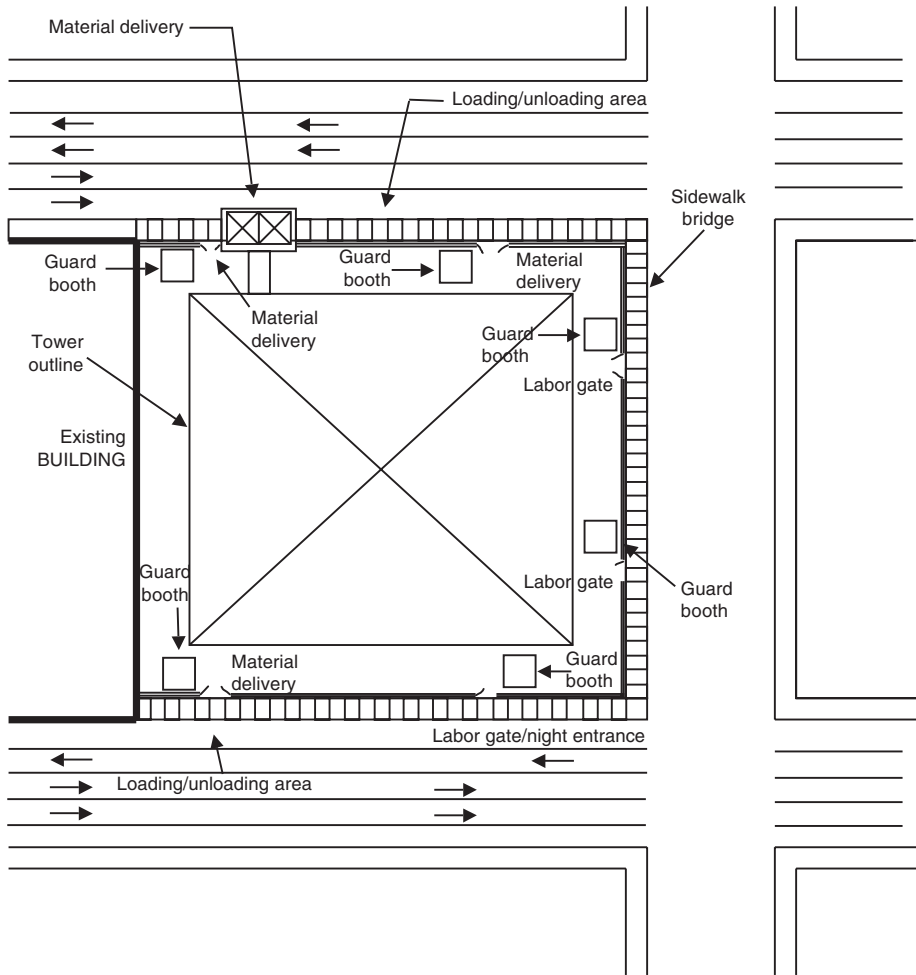 Material delivery
Loading/unloading area
Sidewalk
bridge
Guard
booth
Guard
booth
Material
delivery
Material
delivery
Guard
booth
Tower
outline
Labor gate
Existing
BUILDING
Guard
booth
Labor gate
Guard
booth
Material
delivery
Guard
booth
Labor gate/night entrance
Loading/unloading area